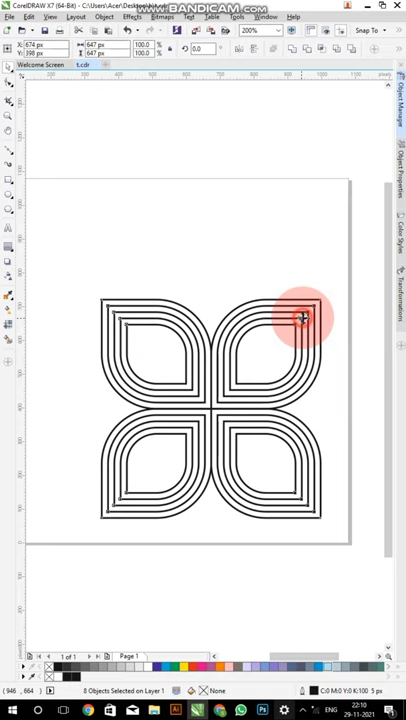 CorelDRAW X7 (64-Bit) - C:\Users\Acer\Desktop\
www.BANDICAM.com
File Edit View Layout Object Effects Bitmaps Text Table Tools Window Help
200% Snap To
X: 674 px
Y: 398 px
647 px
647 px
100.0 %
100.0 %
0.0
Welcome Screen
t.cdr
pixels
Object Manager
Object Properties
Color Styles
Transformations
1 of 1
Page 1
( 946 , 664 )
8 Objects Selected on Layer 1
None
C:0 M:0 Y:0 K:100 5 px
22:10
29-11-2021